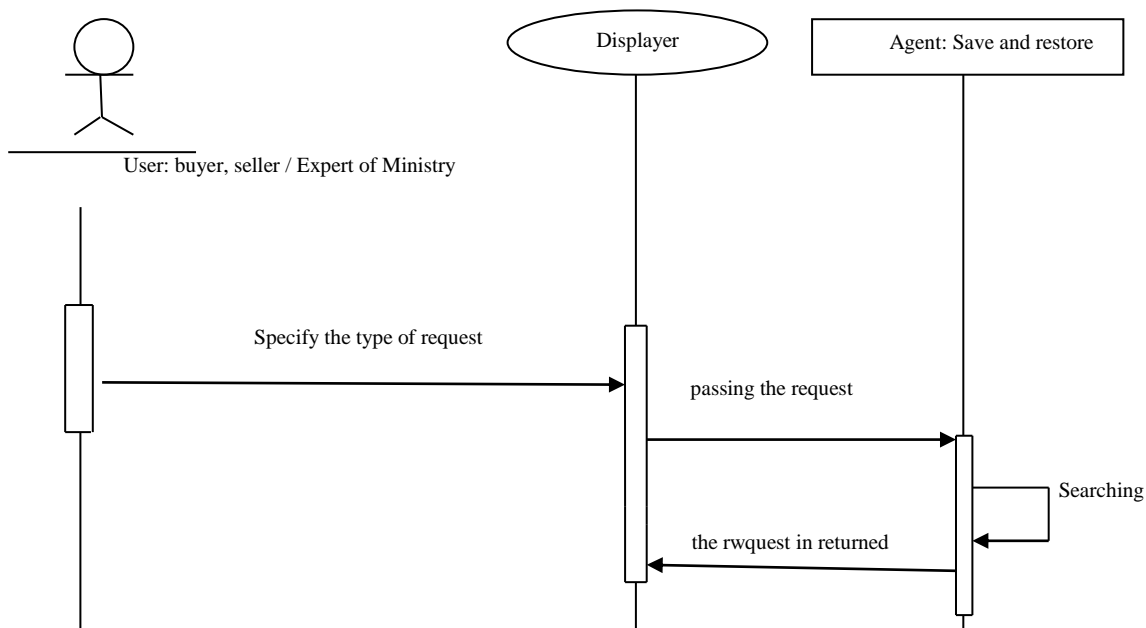 Displayer
Agent: Save and restore
User: buyer, seller / Expert of Ministry
Specify the type of request
passing the request
Searching
the rwquest in returned